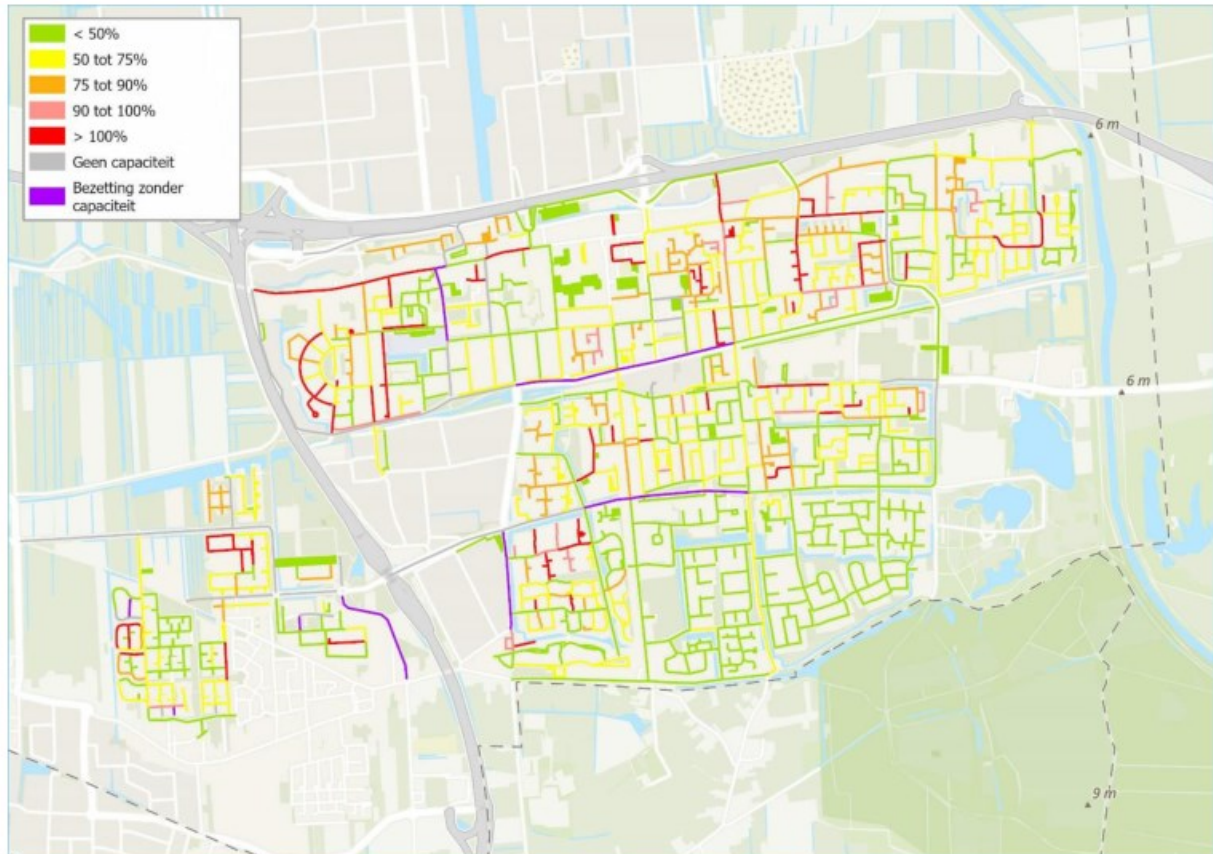 < 50%
50 tot 75%
75 tot 90%
90 tot 100%
> 100%
Geen capaciteit
Bezetting zonder
capaciteit
6 m
6 m
9 m